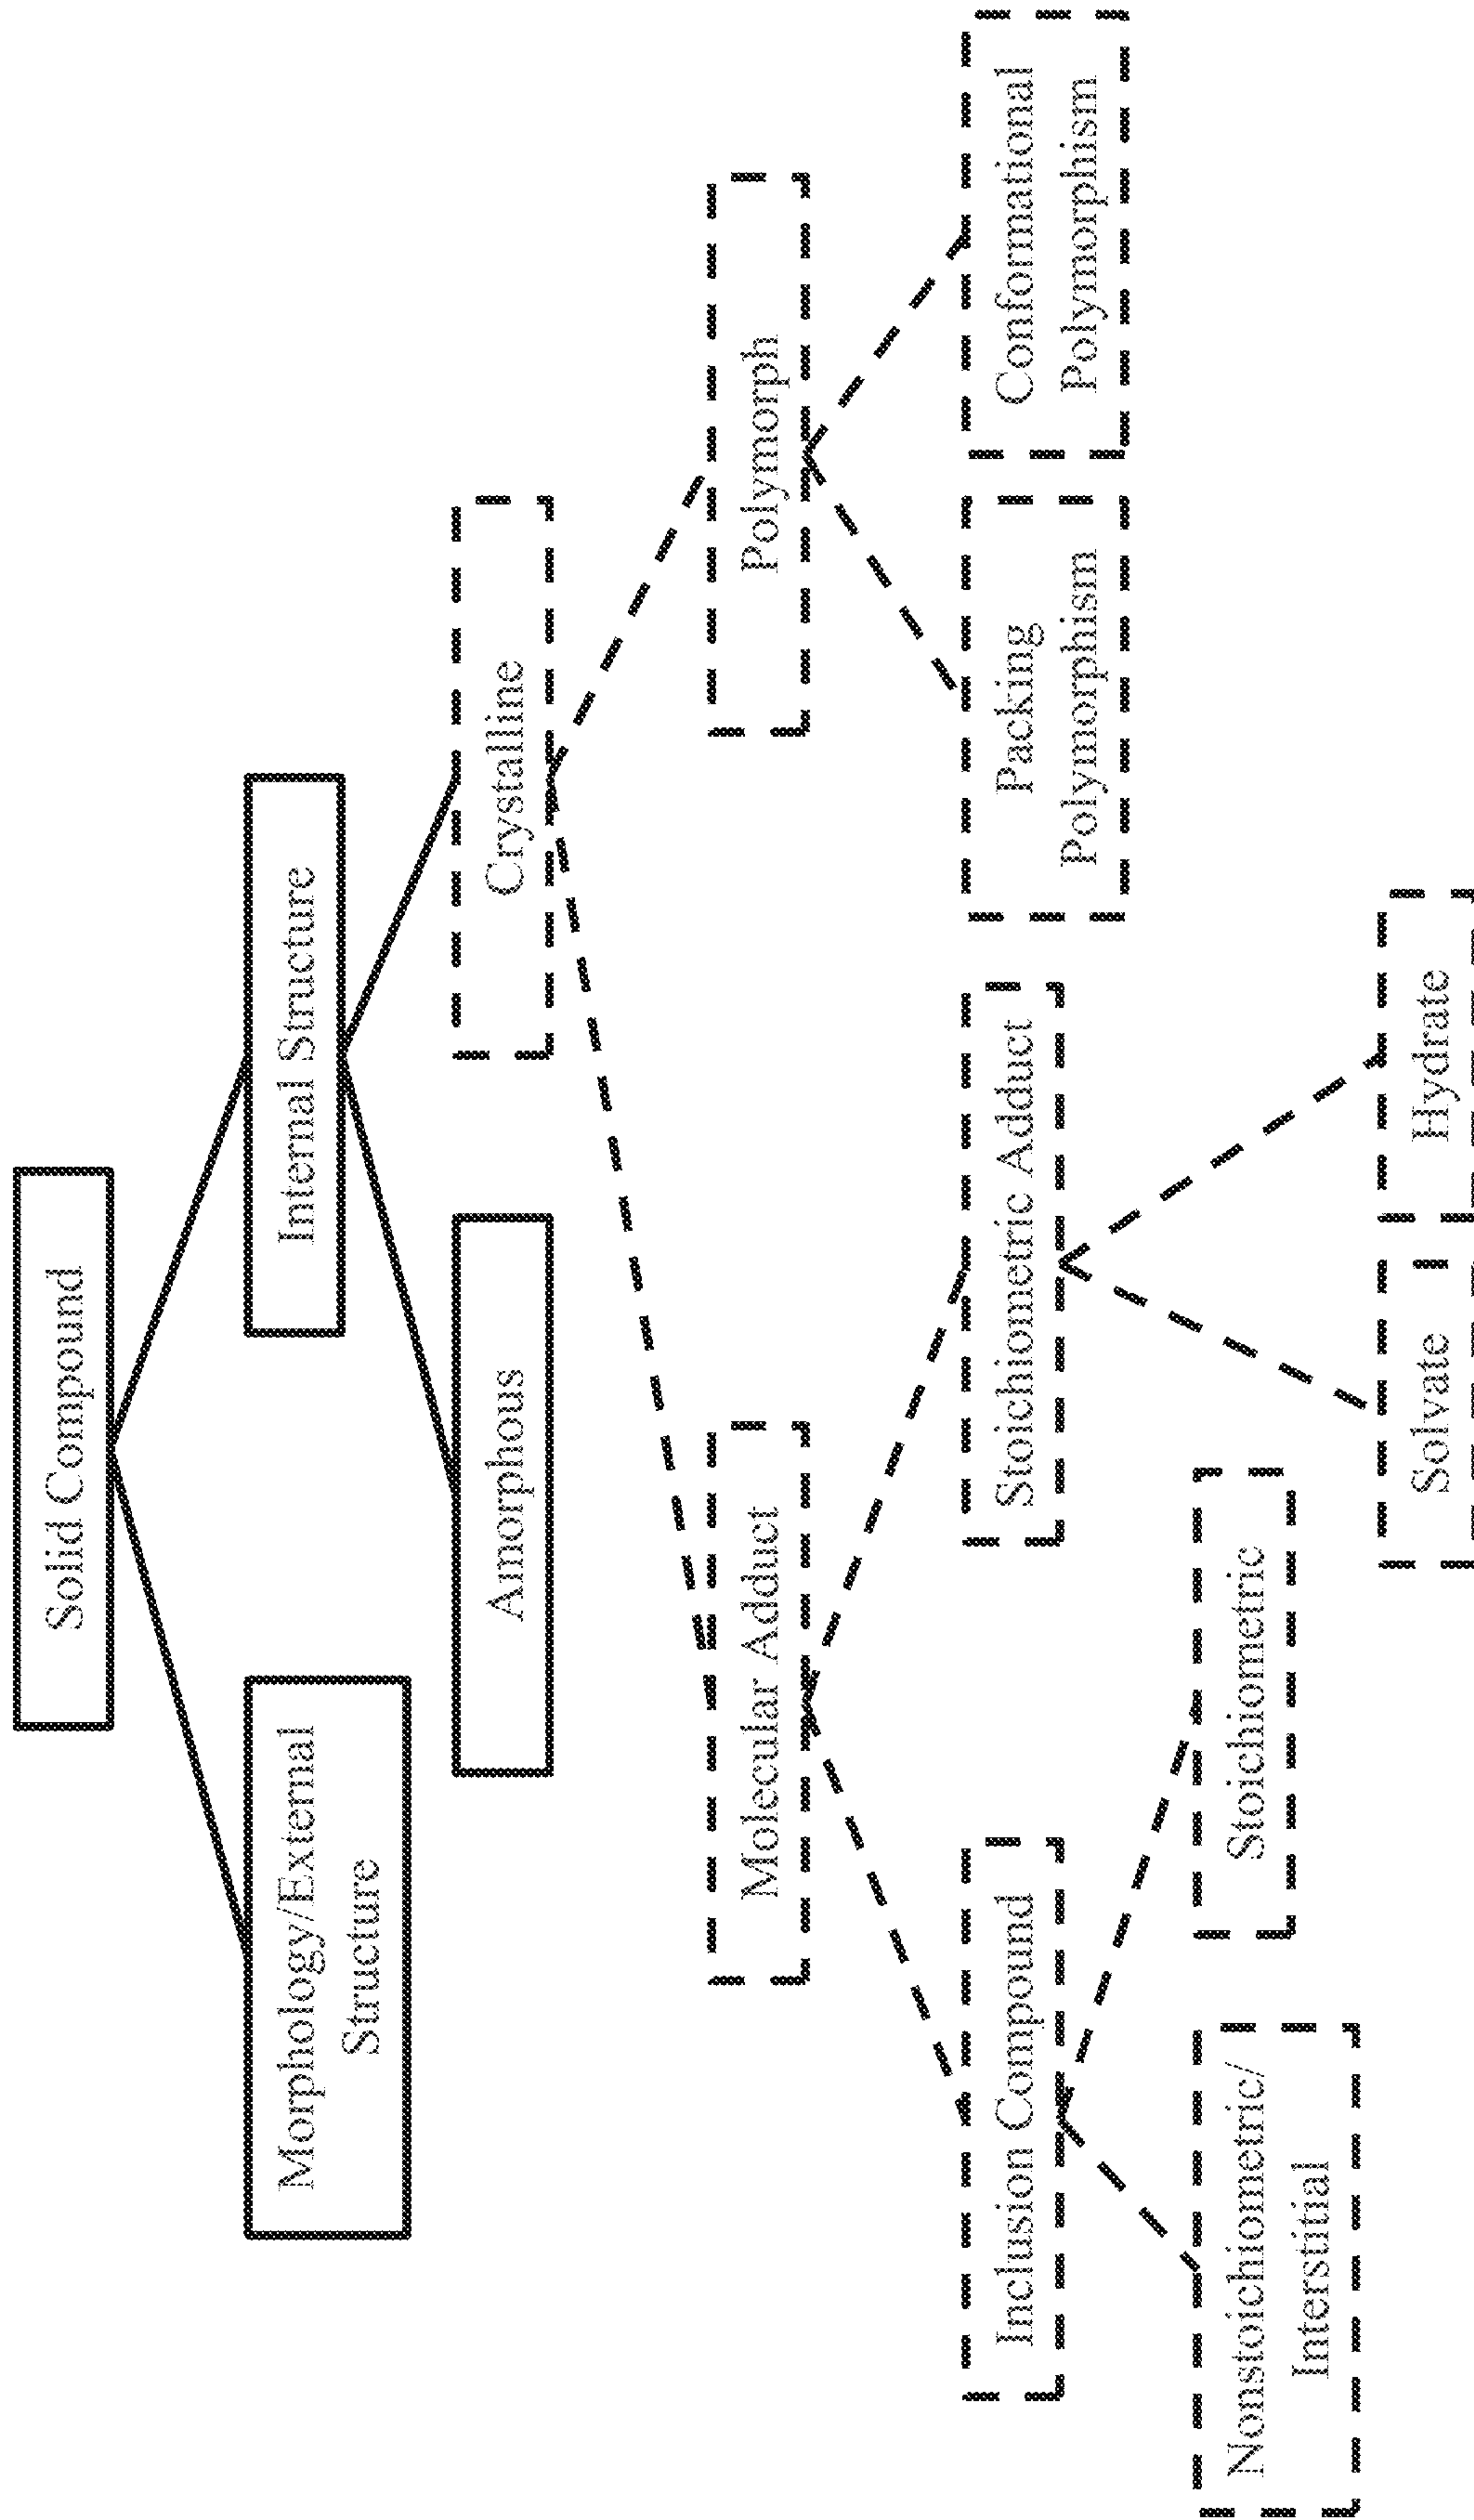 Solid Compound
Morphology/External
Structure
Internal Structure
Amorphous
Crystalline
Molecular Adduct
Polymorph
Inclusion Compound
Stoichiometric Adduct
Packing
Polymorphism
Conformational
Polymorphism
Nonstoichiometric/
Interstitial
Stoichiometric
Solvate
Hydrate